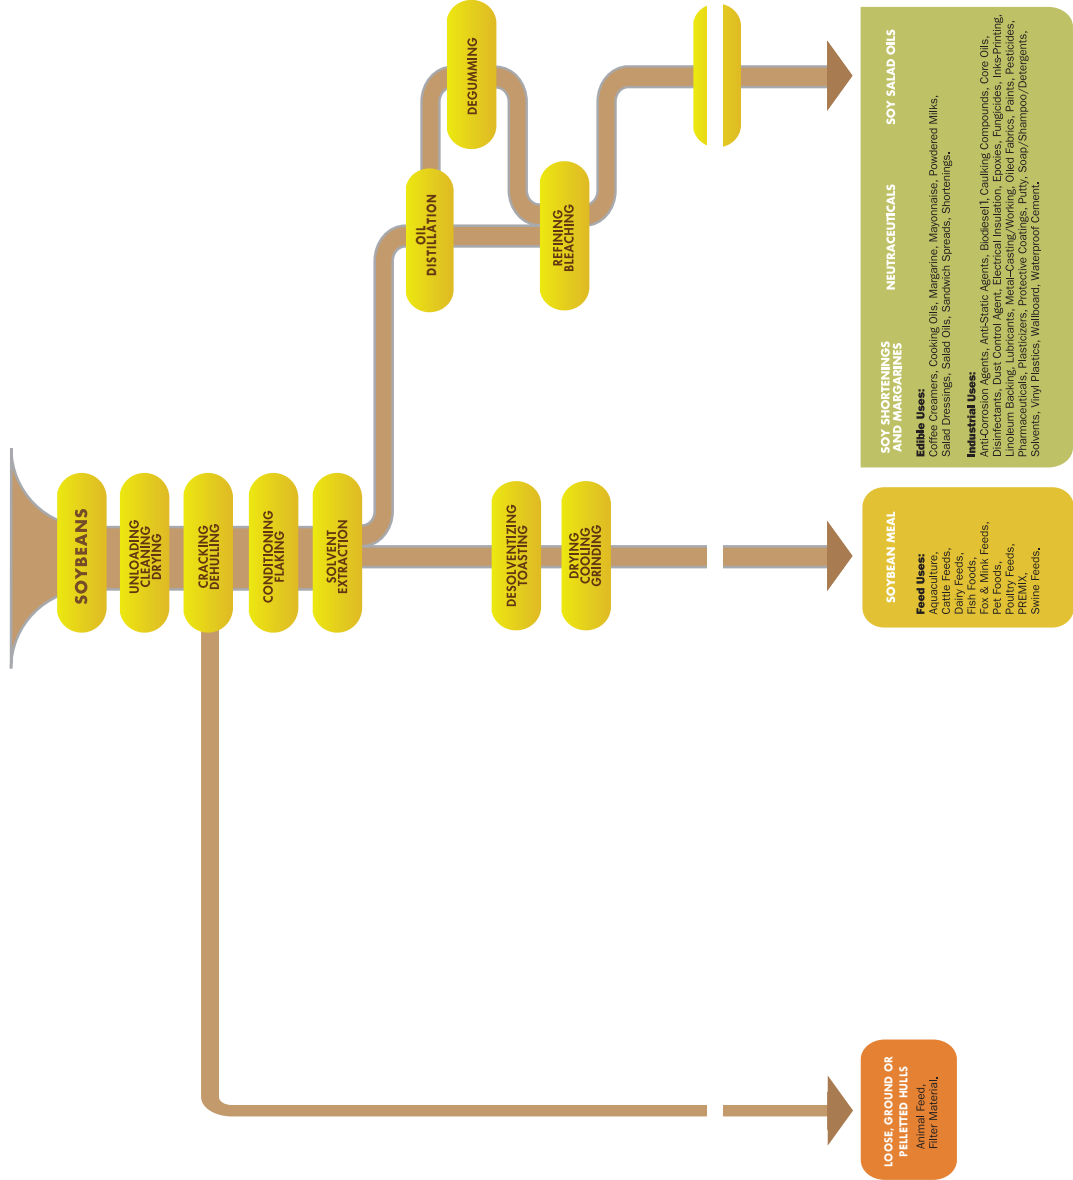 SOYBEANS
UNLOADING
CLEANING
DRYING
CRACKING
DEHULLING
CONDITIONING
FLAKING
SOLVENT
EXTRACTION
OIL
DISTILLATION
DEGUMMING
REFINING
BLEACHING
DESOLVENTIZING
TOASTING
DRYING
COOLING
GRINDING
LOOSE, GROUND OR
PELLETED HULLS
Animal Feed,
Filter Material.
SOYBEAN MEAL
Feed Uses:
Aquaculture,
Cattle Feeds,
Dairy Feeds,
Fish Foods,
Fox & Mink Feeds,
Pet Foods,
Poultry Feeds,
PREMIX,
Swine Feeds.
SOY SHORTENINGS
AND MARGARINES
NEUTRACEUTICALS
SOY SALAD OILS
Edible Uses:
Coffee Creamers, Cooking Oils, Margarine, Mayonnaise, Powdered Milks,
Salad Dressings, Salad Oils, Sandwich Spreads, Shortenings.
Industrial Uses:
Anti-Corrosion Agents, Anti-Static Agents, Biodiesel1, Caulking Compounds, Core Oils,
Disinfectants, Dust Control Agent, Electrical Insulation, Epoxies, Fungicides, Inks-Printing,
Linoleum Backing, Lubricants, Metal–Casting/Working, Oiled Fabrics, Paints, Pesticides,
Pharmaceuticals, Plasticizers, Protective Coatings, Putty, Soap/Shampoo/Detergents,
Solvents, Vinyl Plastics, Wallboard, Waterproof Cement.